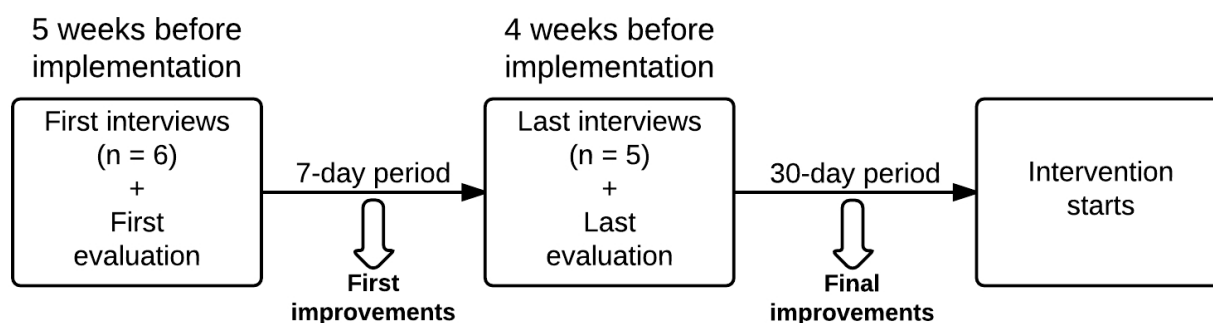 5 weeks before
implementation
First interviews
(n = 6)
+
First
evaluation
7-day period
First
improvements
4 weeks before
implementation
Last interviews
(n = 5)
+
Last
evaluation
30-day period
Final
improvements
Intervention
starts